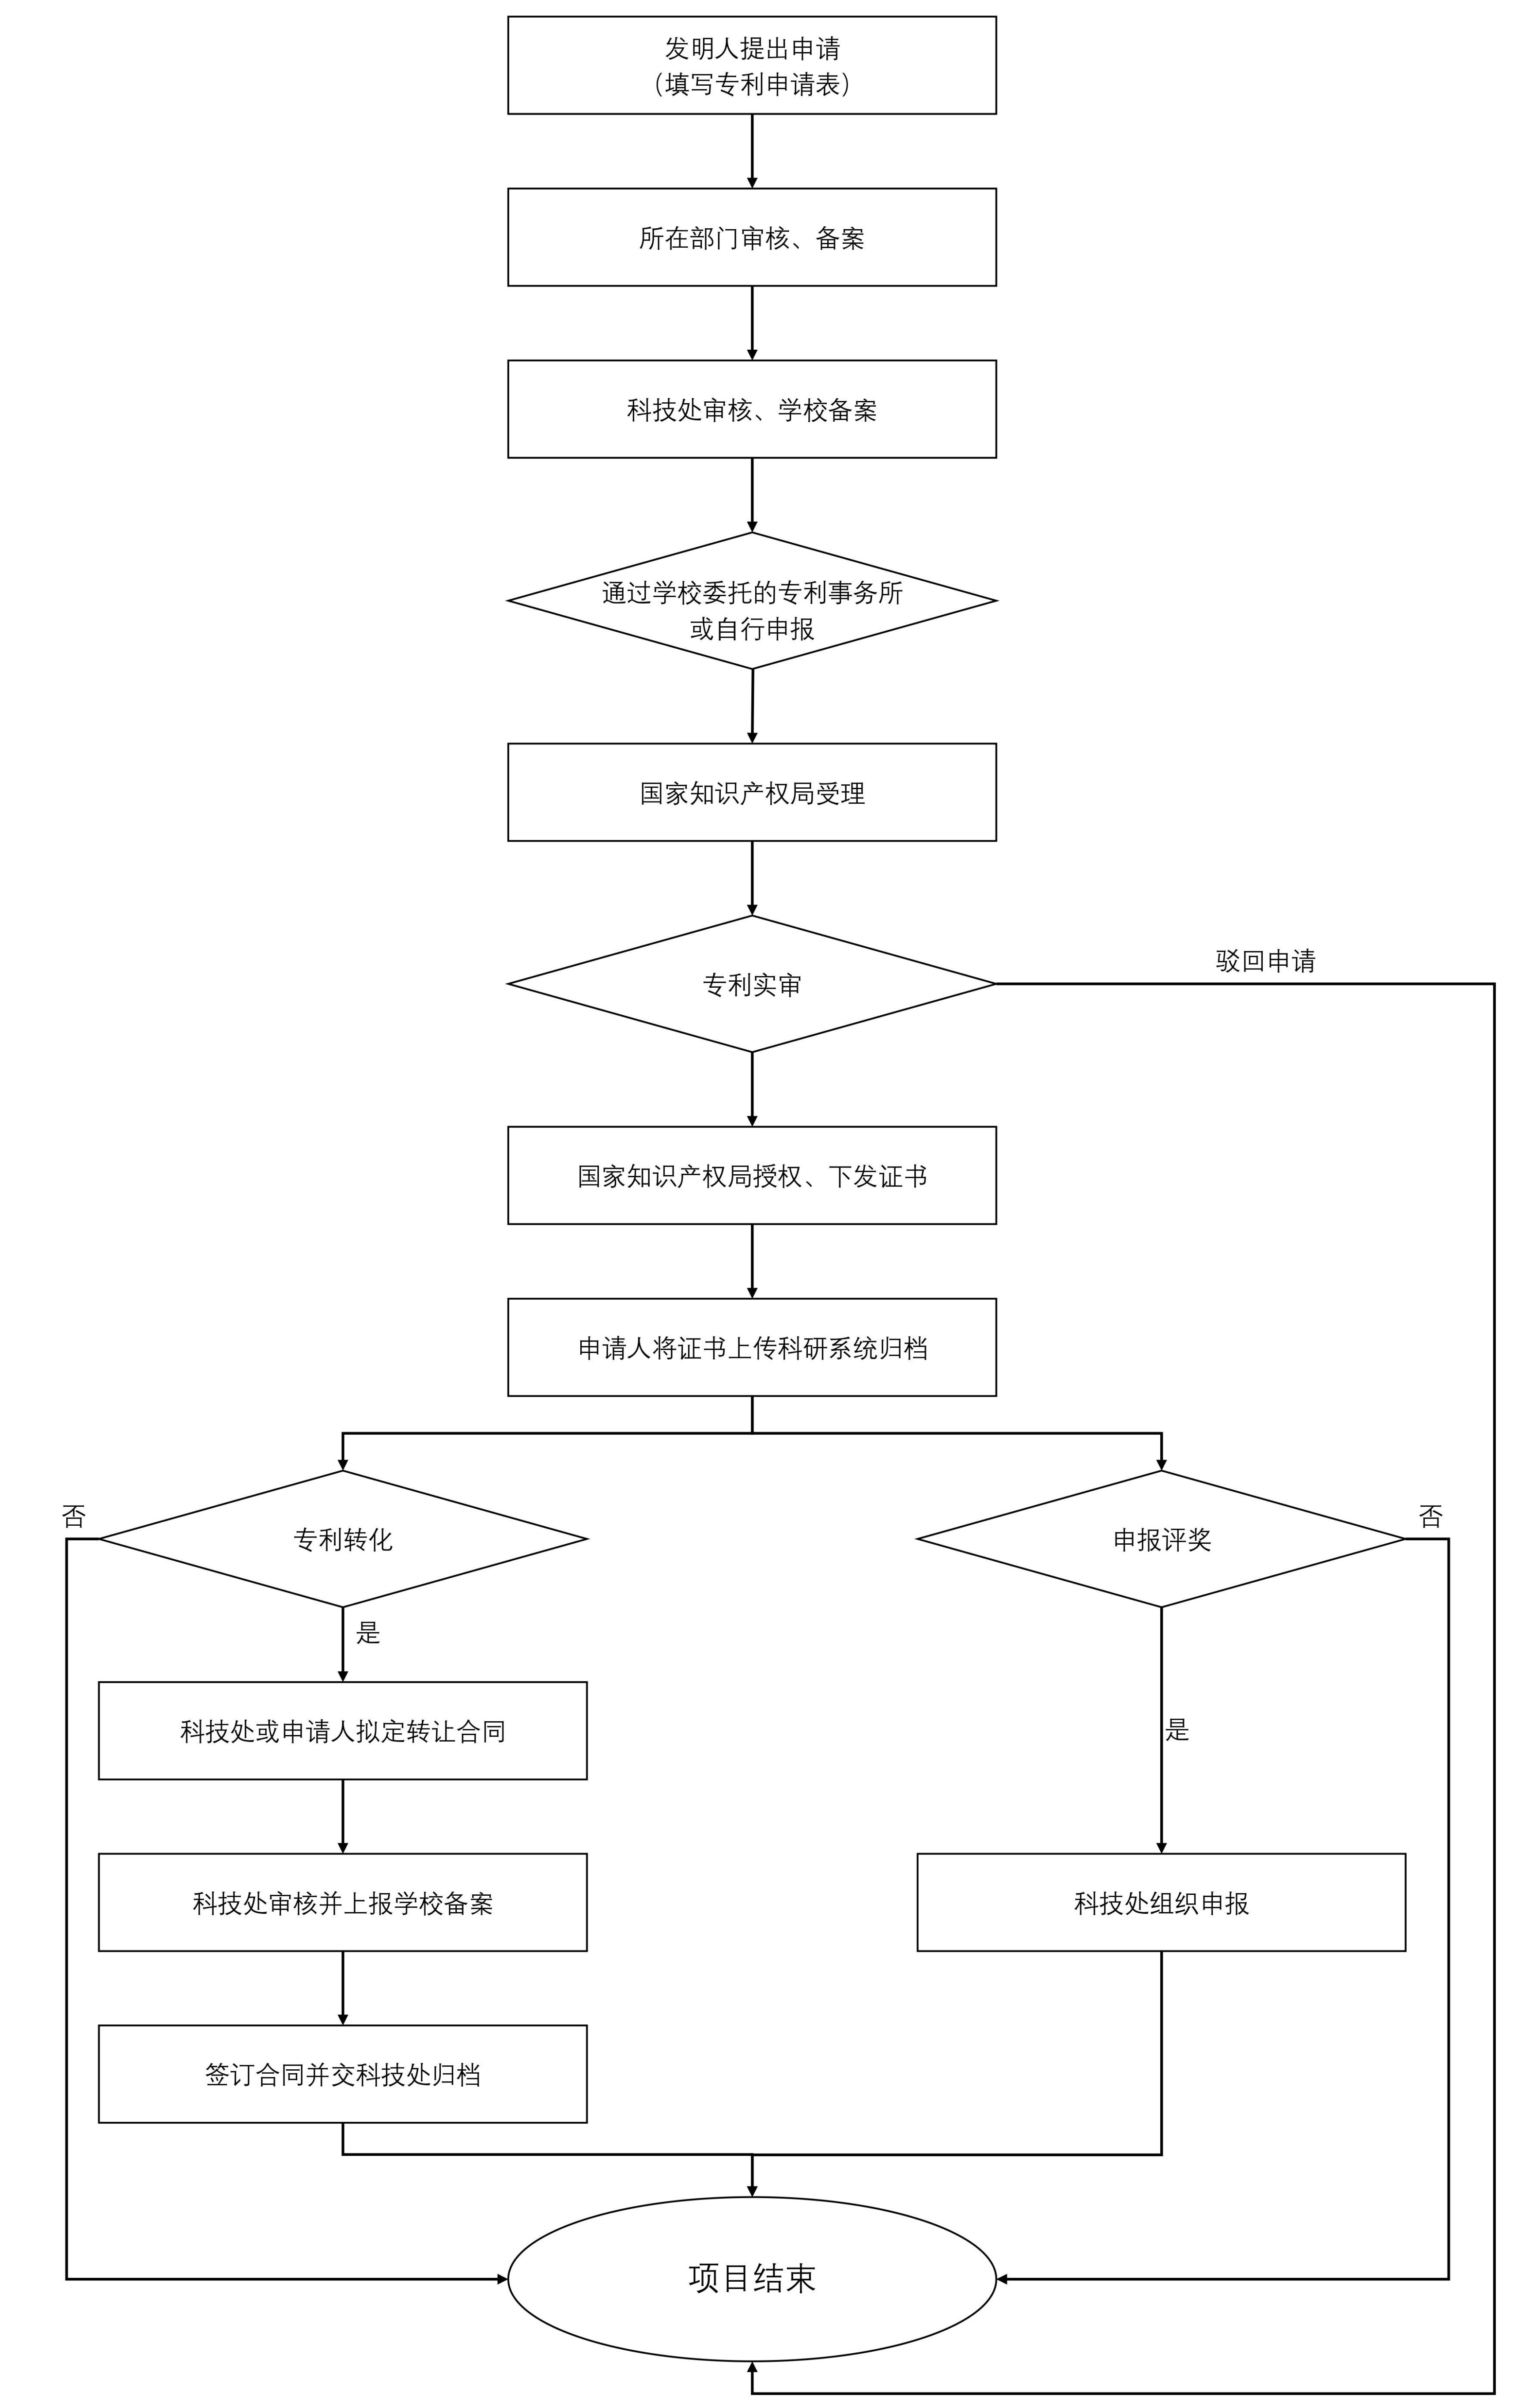 发明人提出申请
（填写专利申请表）
所在部门审核、备案
科技处审核、学校备案
通过学校委托的专利事务所
或自行申报
国家知识产权局受理
驳回申请
专利实审
国家知识产权局授权、下发证书
申请人将证书上传科研系统归档
否
专利转化
申报评奖
否
是
科技处或申请人拟定转让合同
是
科技处审核并上报学校备案
科技处组织申报
签订合同并交科技处归档
项目结束